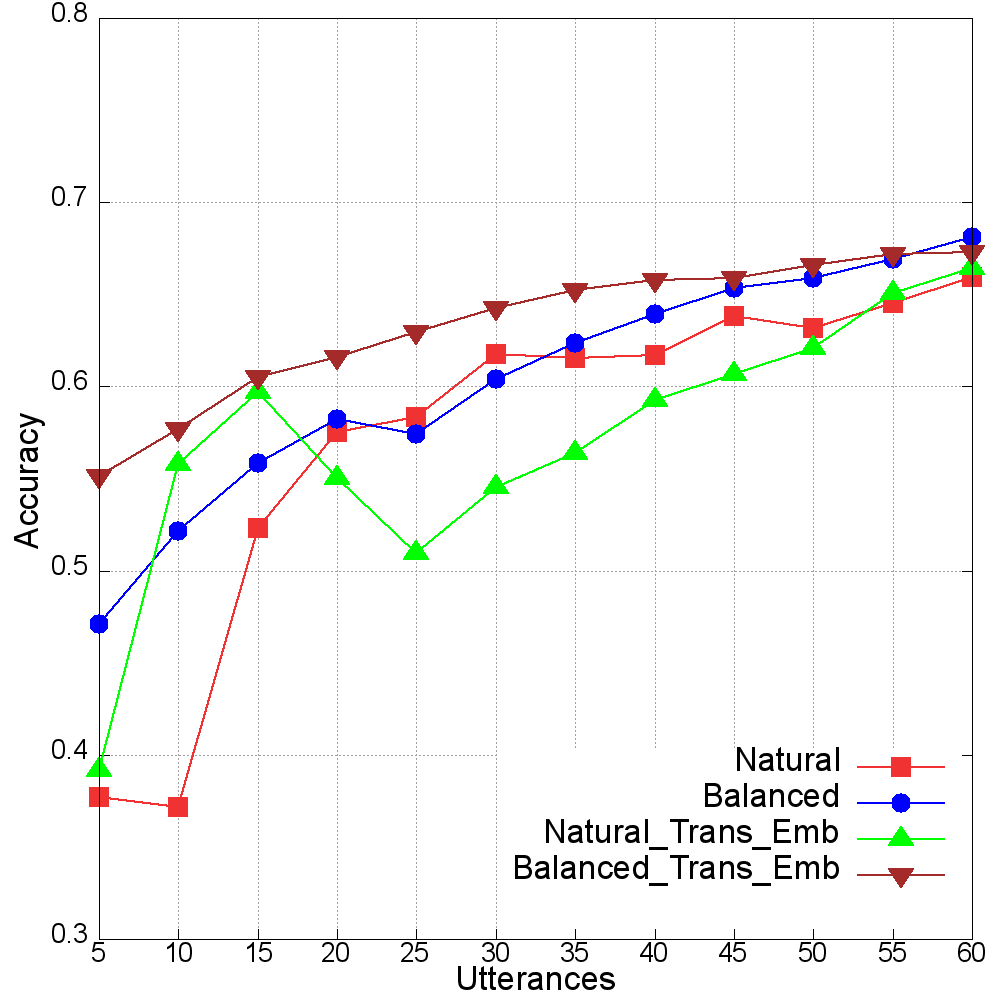 0.8
0.7
0.6
0.5
0.4
0.3
Accuracy
Natural
Balanced
Natural_Trans_Emb
Balanced_Trans_Emb
5 10 15 20 25 30 35 40 45 50 55 60
Utterances